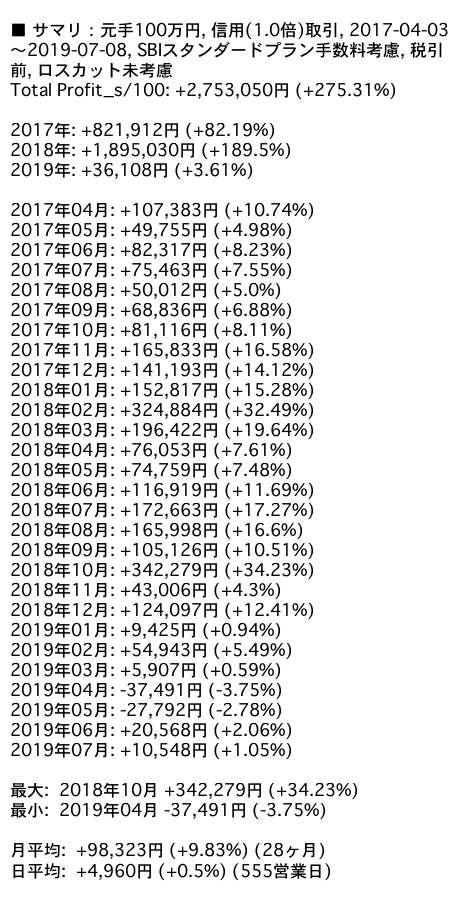 ■ サマリ：元手100万円, 信用(1.0倍)取引, 2017-04-03
～2019-07-08, SBIスタンダードプラン手数料考慮, 税引
前, ロスカット未考慮
Total Profit_s/100: +2,753,050円 (+275.31%)
2017年: +821,912円 (+82.19%)
2018年: +1,895,030円 (+189.5%)
2019年: +36,108円 (+3.61%)
2017年04月: +107,383円 (+10.74%)
2017年05月: +49,755円 (+4.98%)
2017年06月: +82,317円 (+8.23%)
2017年07月: +75,463円 (+7.55%)
2017年08月: +50,012円 (+5.0%)
2017年09月: +68,836円 (+6.88%)
2017年10月: +81,116円 (+8.11%)
2017年11月: +165,833円 (+16.58%)
2017年12月: +141,193円 (+14.12%)
2018年01月: +152,817円 (+15.28%)
2018年02月: +324,884円 (+32.49%)
2018年03月: +196,422円 (+19.64%)
2018年04月: +76,053円 (+7.61%)
2018年05月: +74,759円 (+7.48%)
2018年06月: +116,919円 (+11.69%)
2018年07月: +172,663円 (+17.27%)
2018年08月: +165,998円 (+16.6%)
2018年09月: +105,126円 (+10.51%)
2018年10月: +342,279円 (+34.23%)
2018年11月: +43,006円 (+4.3%)
2018年12月: +124,097円 (+12.41%)
2019年01月: +9,425円 (+0.94%)
2019年02月: +54,943円 (+5.49%)
2019年03月: +5,907円 (+0.59%)
2019年04月: -37,491円 (-3.75%)
2019年05月: -27,792円 (-2.78%)
2019年06月: +20,568円 (+2.06%)
2019年07月: +10,548円 (+1.05%)
最大: 2018年10月 +342,279円 (+34.23%)
最小: 2019年04月 -37,491円 (-3.75%)
月平均: +98,323円 (+9.83%) (28ヶ月)
日平均: +4,960円 (+0.5%) (555営業日)